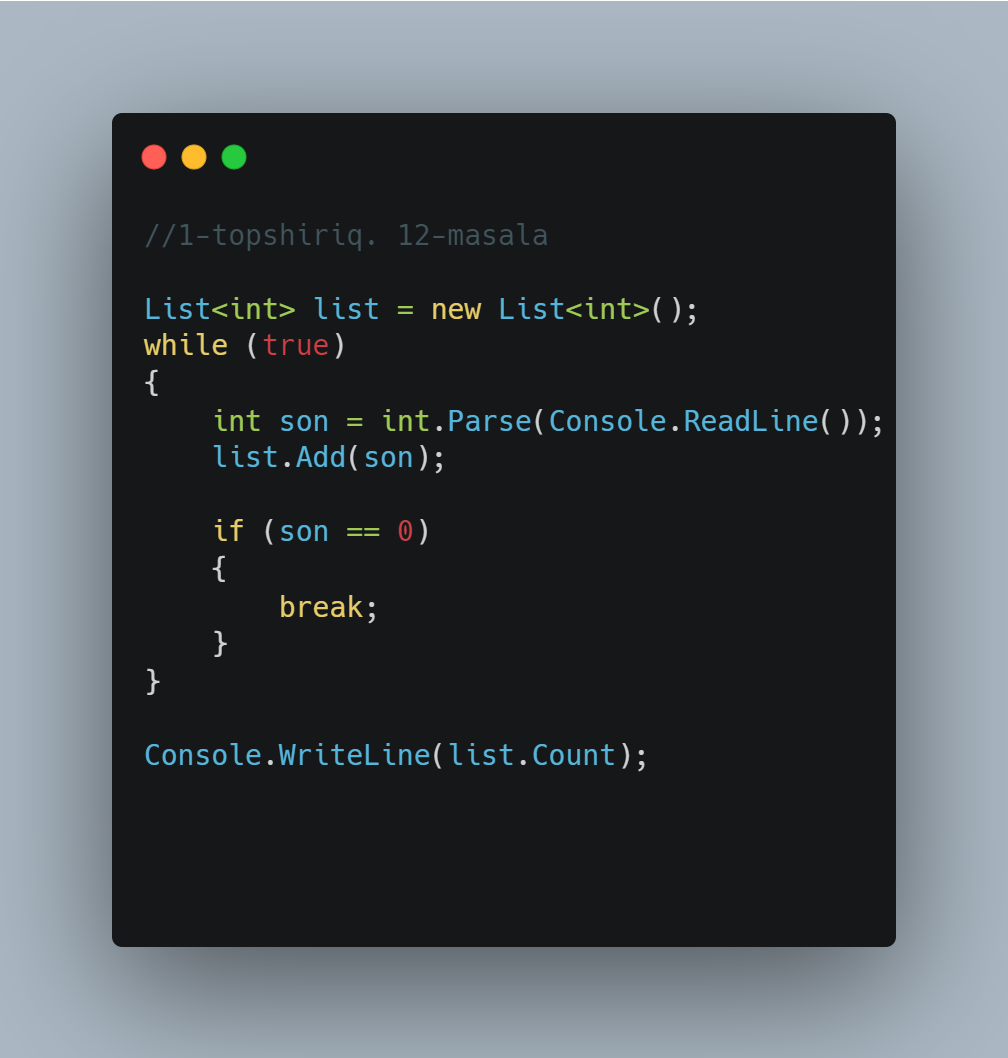 //1-topshiriq. 12-masala
List<int> list = new List<int>();
while (true)
{
    int son = int.Parse(Console.ReadLine());
    list.Add(son);
    if (son == 0)
    {
        break;
    }
}
Console.WriteLine(list.Count);